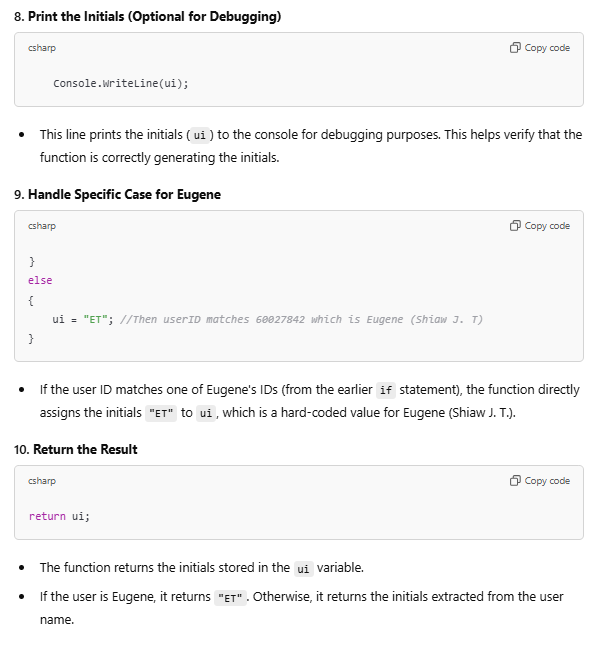 8. Print the Initials (Optional for Debugging)
csharp Copy code
Console.WriteLine(ui);
• This line prints the initials ( ui ) to the console for debugging purposes. This helps verify that the
function is correctly generating the initials.
9. Handle Specific Case for Eugene
csharp Copy code
}
else
{
ui = "ET"; //Then userID matches 60027842 which is Eugene (Shiaw J. T)
}
• If the user ID matches one of Eugene's IDs (from the earlier if statement), the function directly
assigns the initials "ET" to ui , which is a hard-coded value for Eugene (Shiaw J. T.).
10. Return the Result
csharp Copy code
return ui;
• The function returns the initials stored in the ui variable.
• If the user is Eugene, it returns "ET" . Otherwise, it returns the initials extracted from the user
name.